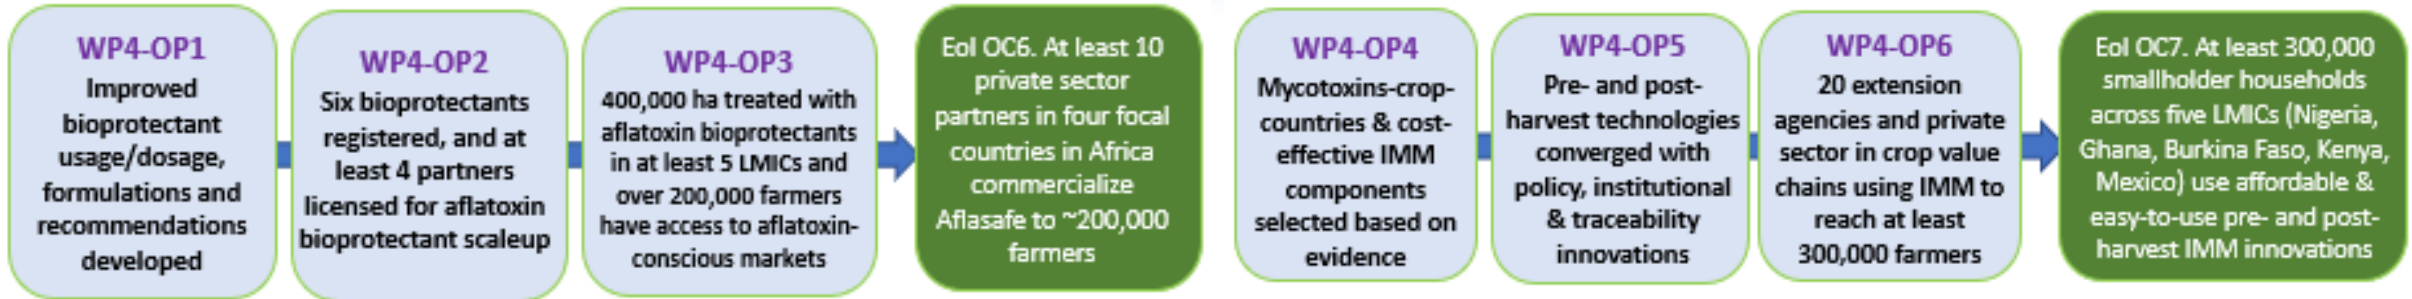 WP4-OP1
Improved
bioprotectant
usage/dosage,
formulations and
recommendations
developed
WP4-OP2
Six bioprotectants
registered, and at
least 4 partners
licensed for aflatoxin
bioprotectant scaleup
WP4-OP3
400,000 ha treated with
aflatoxin bioprotectants
in at least 5 LMICs and
over 200,000 farmers
have access to aflatoxin-
conscious markets
EoI OC6. At least 10
private sector
partners in four focal
countries in Africa
commercialize
Aflasafe to ~200,000
farmers
WP4-OP4
Mycotoxins-crop-
countries & cost-
effective IMM
components
selected based on
evidence
WP4-OP5
Pre- and post-
harvest technologies
converged with
policy, institutional
& traceability
innovations
WP4-OP6
20 extension
agencies and private
sector in crop value
chains using IMM to
reach at least
300,000 farmers
EoI OC7. At least 300,000
smallholder households
across five LMICs (Nigeria,
Ghana, Burkina Faso, Kenya,
Mexico) use affordable &
easy-to-use pre- and post-
harvest IMM innovations